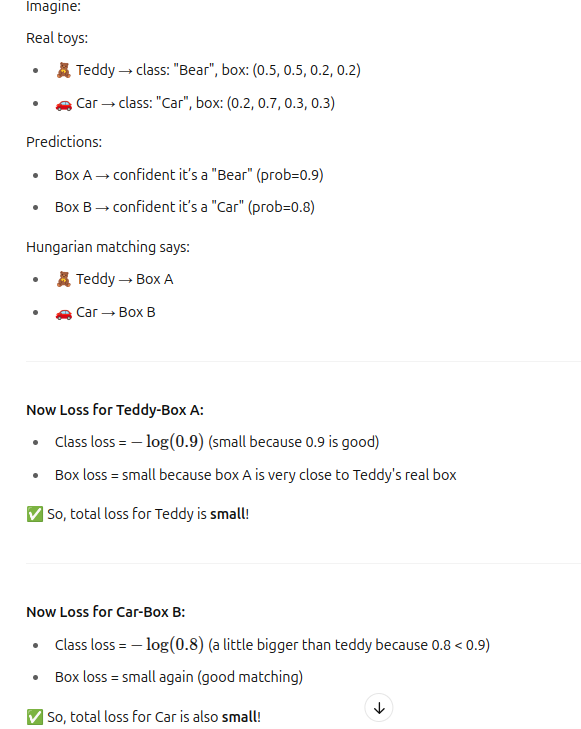 Imagine:
Real toys:
• 🧸 Teddy → class: "Bear", box: (0.5, 0.5, 0.2, 0.2)
• 🚗 Car → class: "Car", box: (0.2, 0.7, 0.3, 0.3)
Predictions:
• Box A → confident it's a "Bear" (prob=0.9)
• Box B → confident it's a "Car" (prob=0.8)
Hungarian matching says:
• 🧸 Teddy → Box A
• 🚗 Car → Box B
Now Loss for Teddy-Box A:
• Class loss = − log(0.9) (small because 0.9 is good)
• Box loss = small because box A is very close to Teddy's real box
✅ So, total loss for Teddy is small!
Now Loss for Car-Box B:
• Class loss = − log(0.8) (a little bigger than teddy because 0.8 < 0.9)
• Box loss = small again (good matching)
✅ So, total loss for Car is also small!